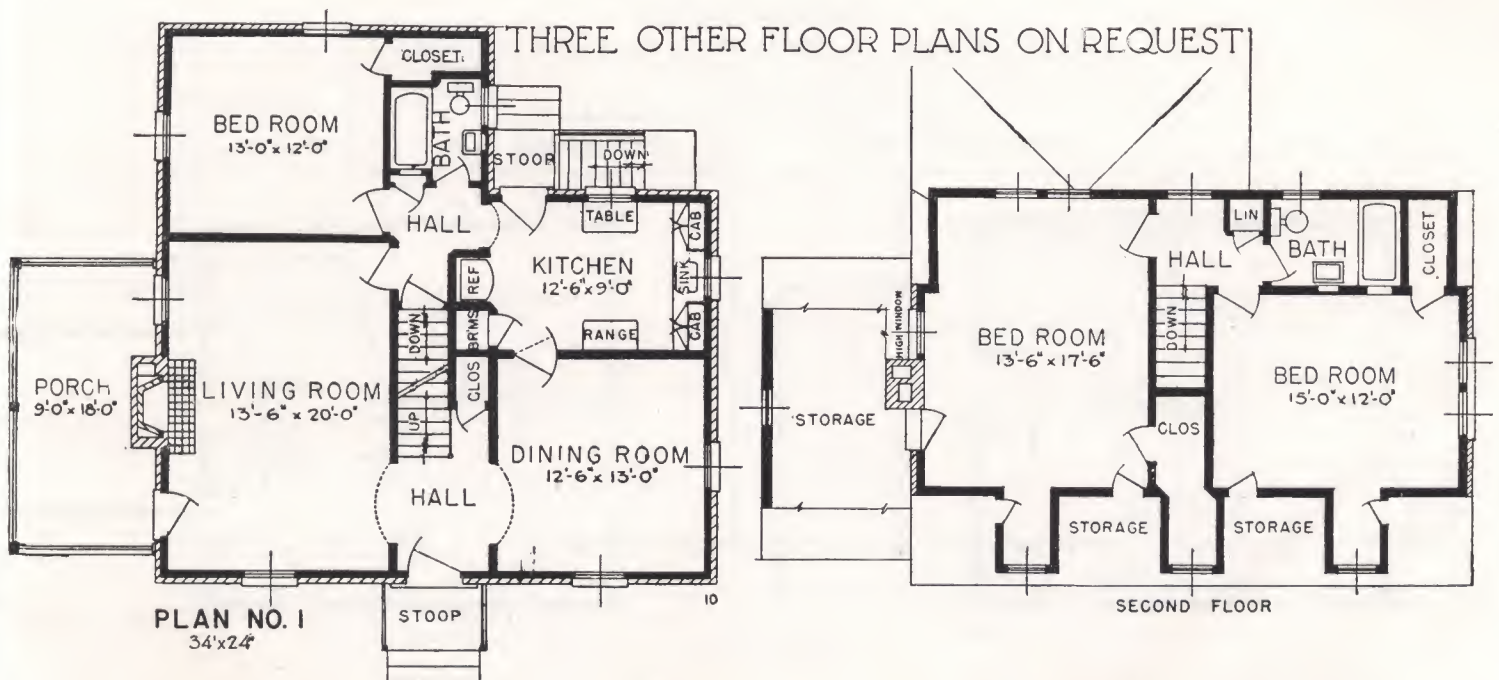 THREE OTHER FLOOR PLANS ON REQUEST
CLOSET
BED ROOM
13'-0" x 12'-0"
BATH
STOOP
DOWN
HALL
TABLE
CAB
REF
KITCHEN
12'-6" x 9'-0"
SINK
BRMS
RANGE
CAB
DOWN
PORCH
9'-0" x 18'-0"
LIVING ROOM
13'-6" x 20'-0"
CLOS
UP
DINING ROOM
12'-6" x 13'-0"
HALL
STOOP
10
PLAN NO. 1
34'x24'
LIN
BATH
CLOSET
HALL
HIGH WINDOW
BED ROOM
13'-6" x 17'-6"
DOWN
BED ROOM
15'-0" x 12'-0"
STORAGE
CLOS
STORAGE
STORAGE
SECOND FLOOR